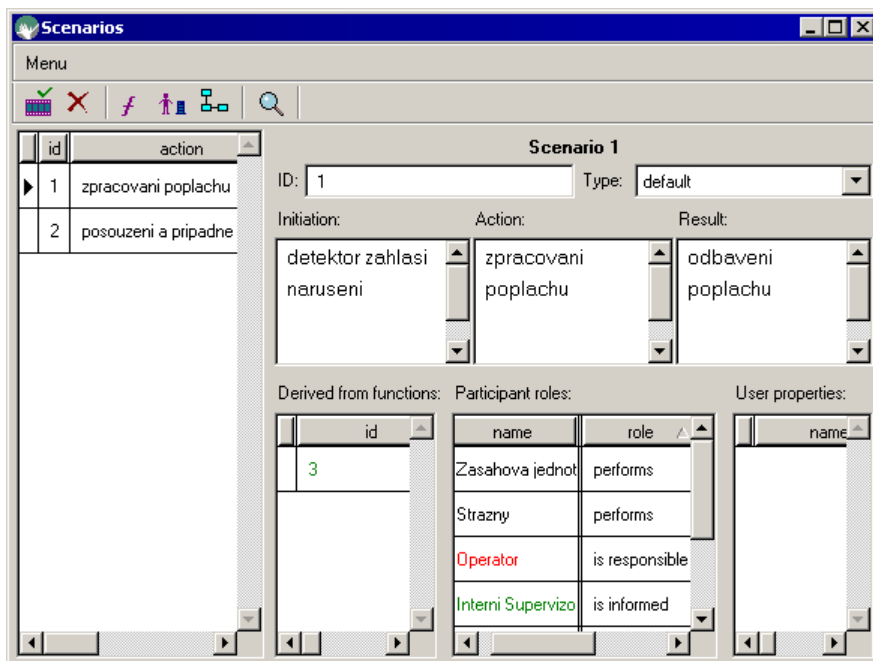 Scenarios
Menu
id action
1 zpracovani poplachu
2 posouzeni a pripadne
Scenario 1
ID: 1 Type: default
Initiation: Action: Result:
detektor zahlasi
naruseni
zpracovani
poplachu
odbaveni
poplachu
Derived from functions: Participant roles: User properties:
id
3
name role
Zasahova jednot performs
Strazny performs
Operator is responsible
Interni Supervizo is informed
name